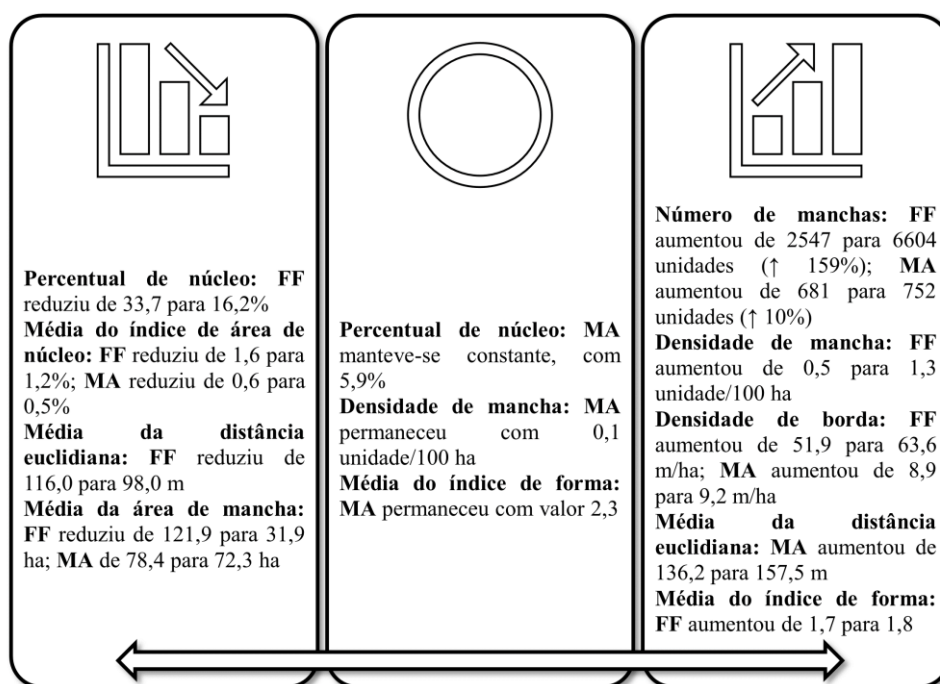 Percentual de núcleo: FF
reduziu de 33,7 para 16,2%
Média do índice de área de
núcleo: FF reduziu de 1,6 para
1,2%; MA reduziu de 0,6 para
0,5%
Média da distância
euclidiana: FF reduziu de
116,0 para 98,0 m
Média da área de mancha:
FF reduziu de 121,9 para 31,9
ha; MA de 78,4 para 72,3 ha
Percentual de núcleo: MA
manteve-se constante, com
5,9%
Densidade de mancha: MA
permaneceu com 0,1
unidade/100 ha
Média do índice de forma:
MA permaneceu com valor 2,3
Número de manchas: FF
aumentou de 2547 para 6604
unidades (↑ 159%); MA
aumentou de 681 para 752
unidades (↑ 10%)
Densidade de mancha: FF
aumentou de 0,5 para 1,3
unidade/100 ha
Densidade de borda: FF
aumentou de 51,9 para 63,6
m/ha; MA aumentou de 8,9
para 9,2 m/ha
Média da distância
euclidiana: MA aumentou de
136,2 para 157,5 m
Média do índice de forma:
FF aumentou de 1,7 para 1,8